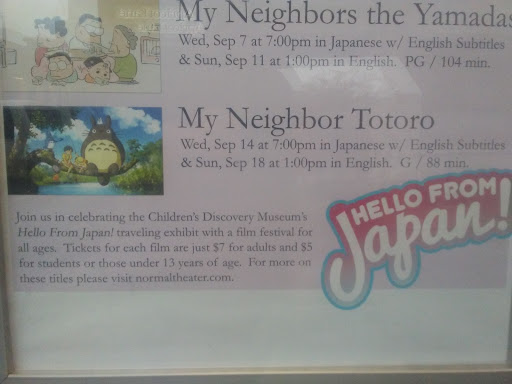 My Neighbors the Yamadas
Wed, Sep 7 at 7:00pm in Japanese w/ English Subtitles
& Sun, Sep 11 at 1:00pm in English. PG / 104 min.
My Neighbor Totoro
Wed, Sep 14 at 7:00pm in Japanese w/ English Subtitles
& Sun, Sep 18 at 1:00pm in English. G / 88 min.
Join us in celebrating the Children's Discovery Museum's
Hello From Japan! traveling exhibit with a film festival for
all ages. Tickets for each film are just $7 for adults and $5
for students or those under 13 years of age. For more on
these titles please visit normaltheater.com.
HELLO FROM
Japan!